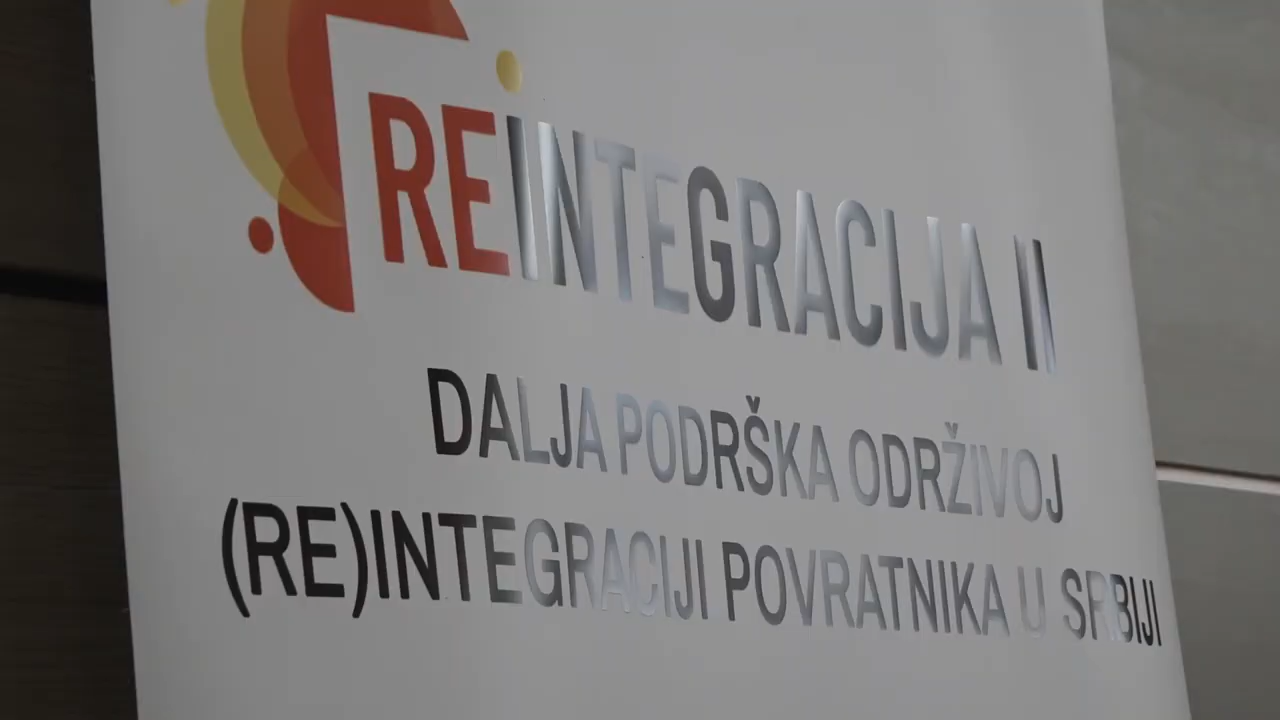 REINTEGRACIJA II
DALJA PODRŠKA ODRŽIVOJ
(RE)INTEGRACIJI POVRATNIKA U SRBIJI